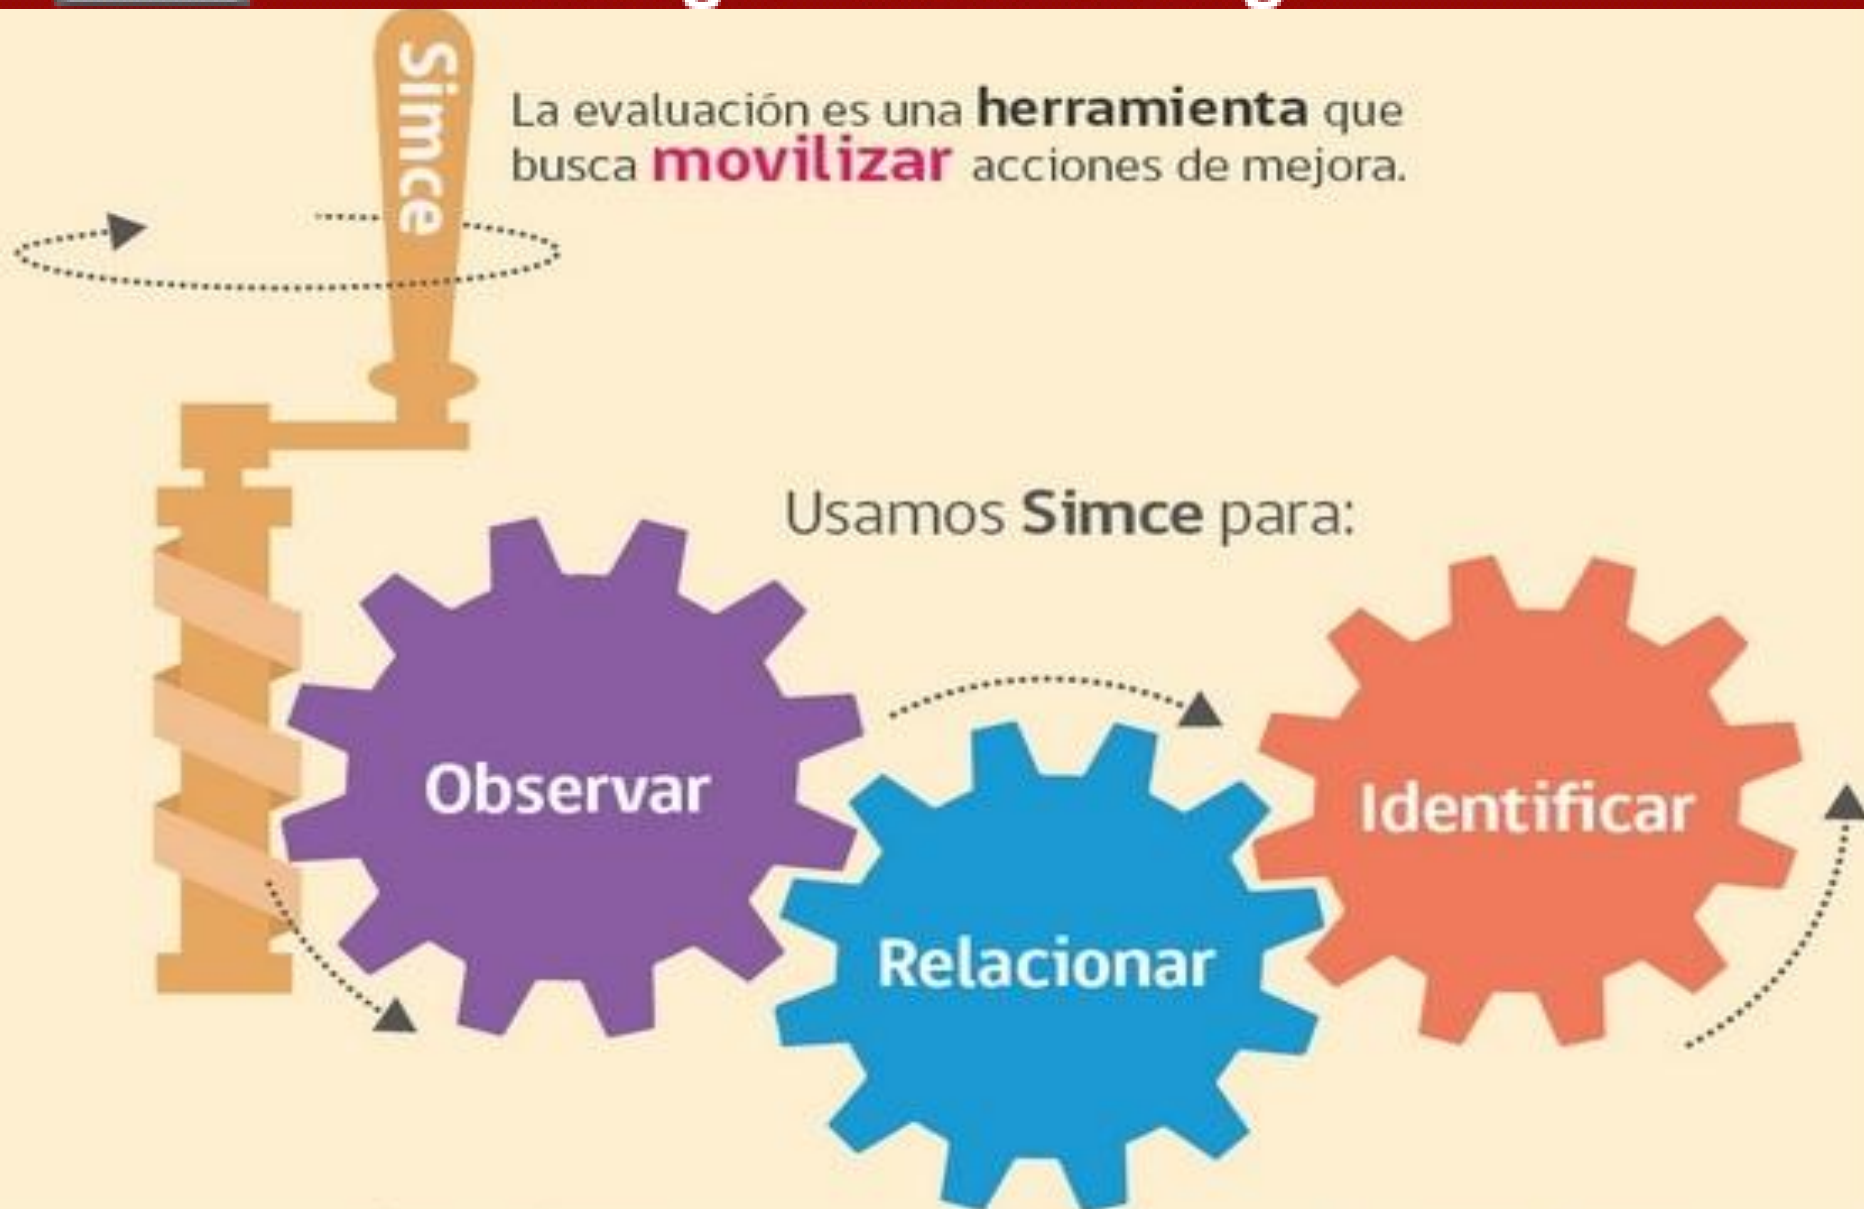 Simce
La evaluación es una herramienta que
busca movilizar acciones de mejora.
Usamos Simce para:
Observar
Relacionar
Identificar